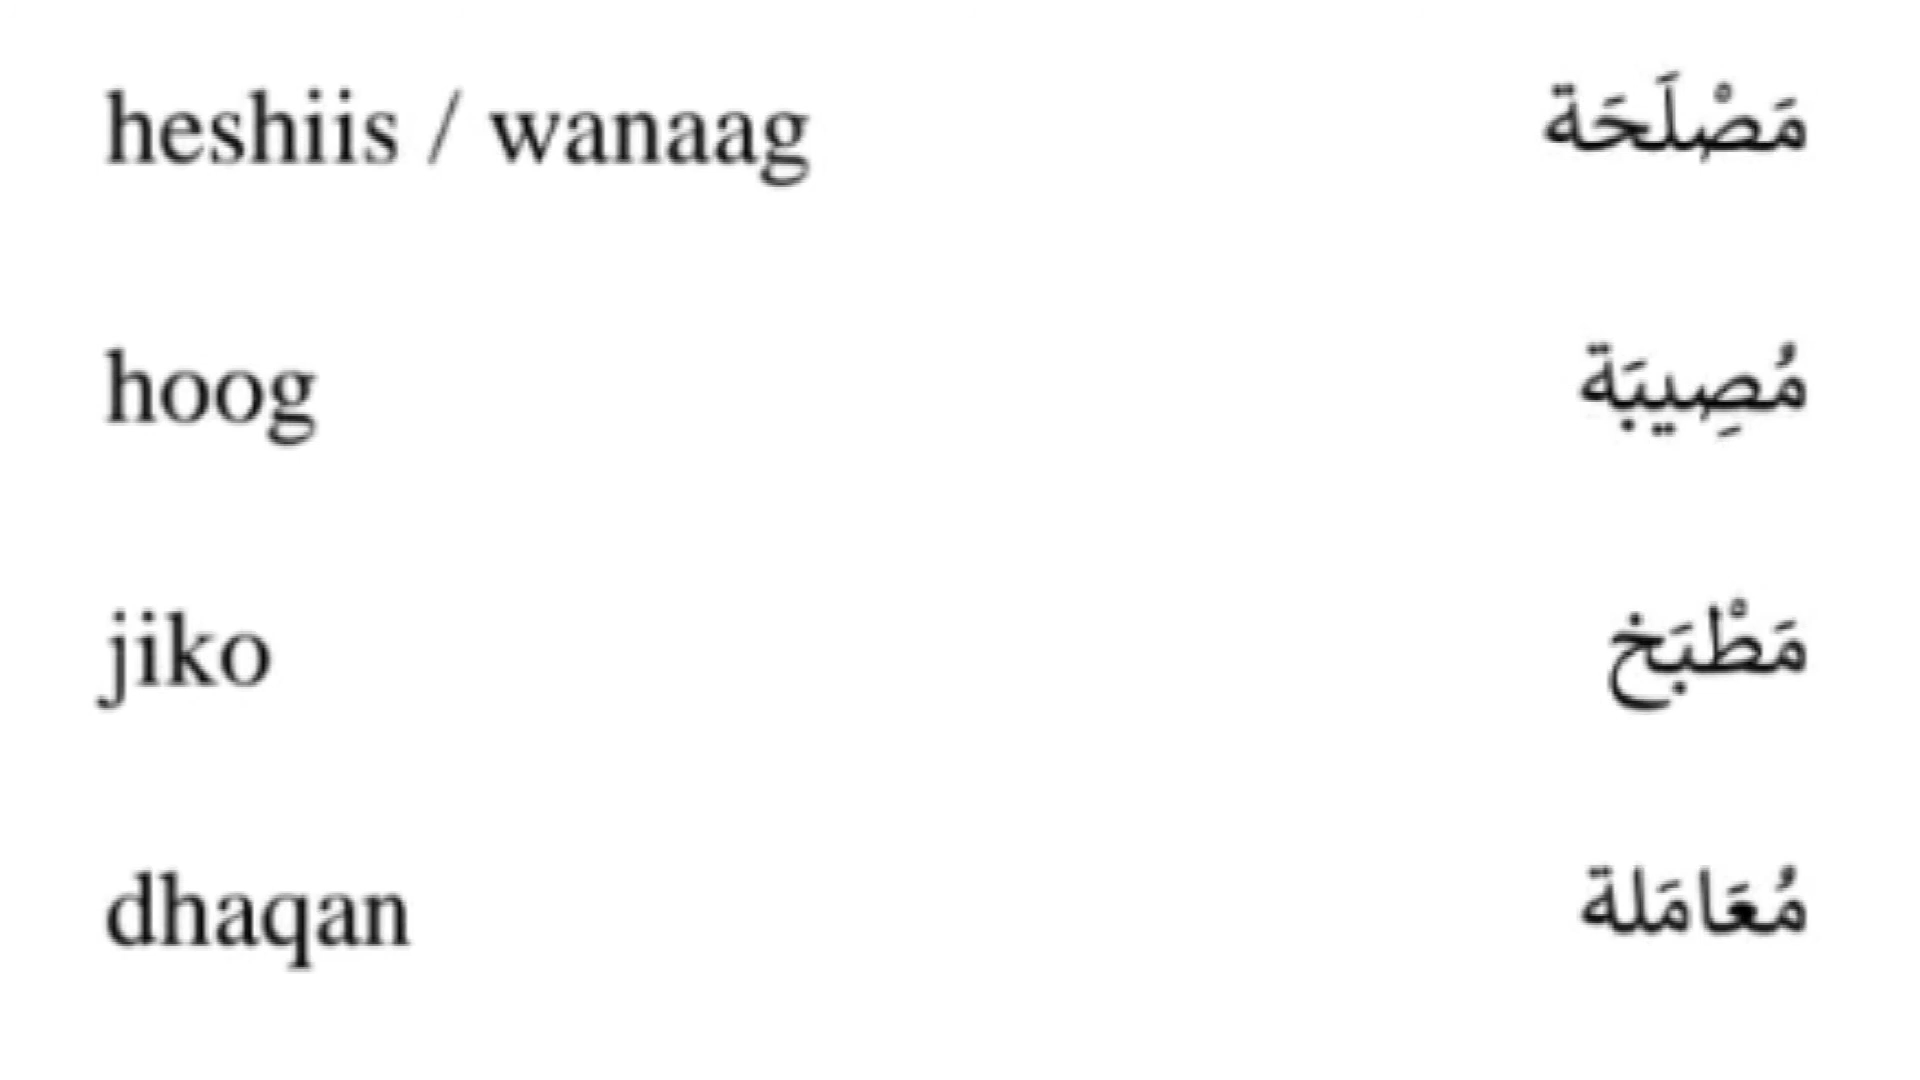 heshiis / wanaag مَصْلَحَة
hoog مُصِيبَة
jiko مَطْبَخ
dhaqan مُعَامَلة